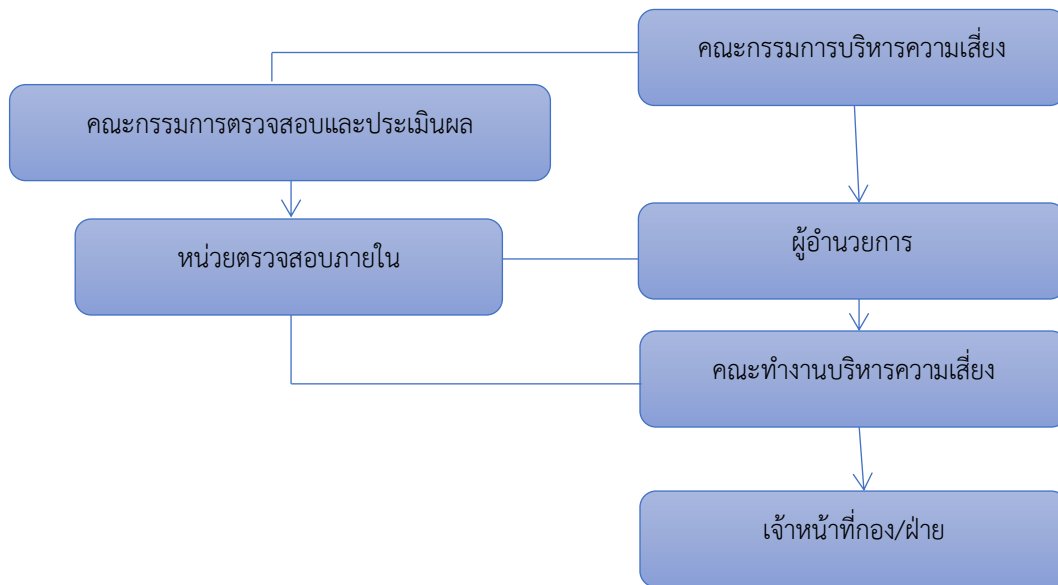 คณะกรรมการบริหารความเสี่ยง
คณะกรรมการตรวจสอบและประเมินผล
ผู้อำนวยการ
หน่วยตรวจสอบภายใน
คณะทำงานบริหารความเสี่ยง
เจ้าหน้าที่กอง/ฝ่าย